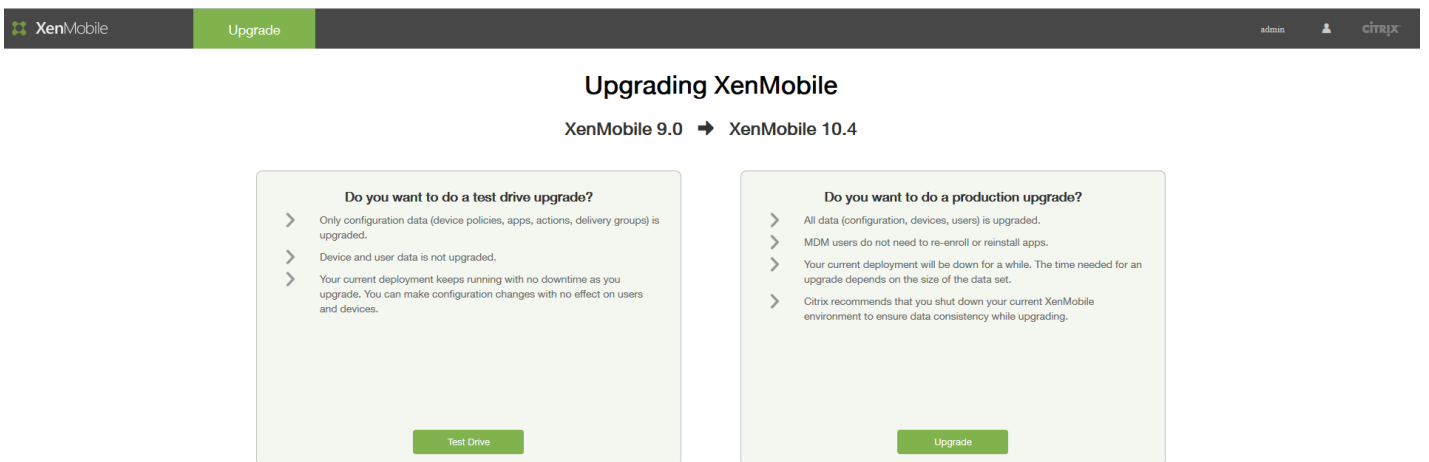 XenMobile Upgrade admin CITRIX
Upgrading XenMobile
XenMobile 9.0 XenMobile 10.4
Do you want to do a test drive upgrade?
Only configuration data (device policies, apps, actions, delivery groups) is
upgraded.
Device and user data is not upgraded.
Your current deployment keeps running with no downtime as you
upgrade. You can make configuration changes with no effect on users
and devices.
Test Drive
Do you want to do a production upgrade?
All data (configuration, devices, users) is upgraded.
MDM users do not need to re-enroll or reinstall apps.
Your current deployment will be down for a while. The time needed for an
upgrade depends on the size of the data set.
Citrix recommends that you shut down your current XenMobile
environment to ensure data consistency while upgrading.
Upgrade